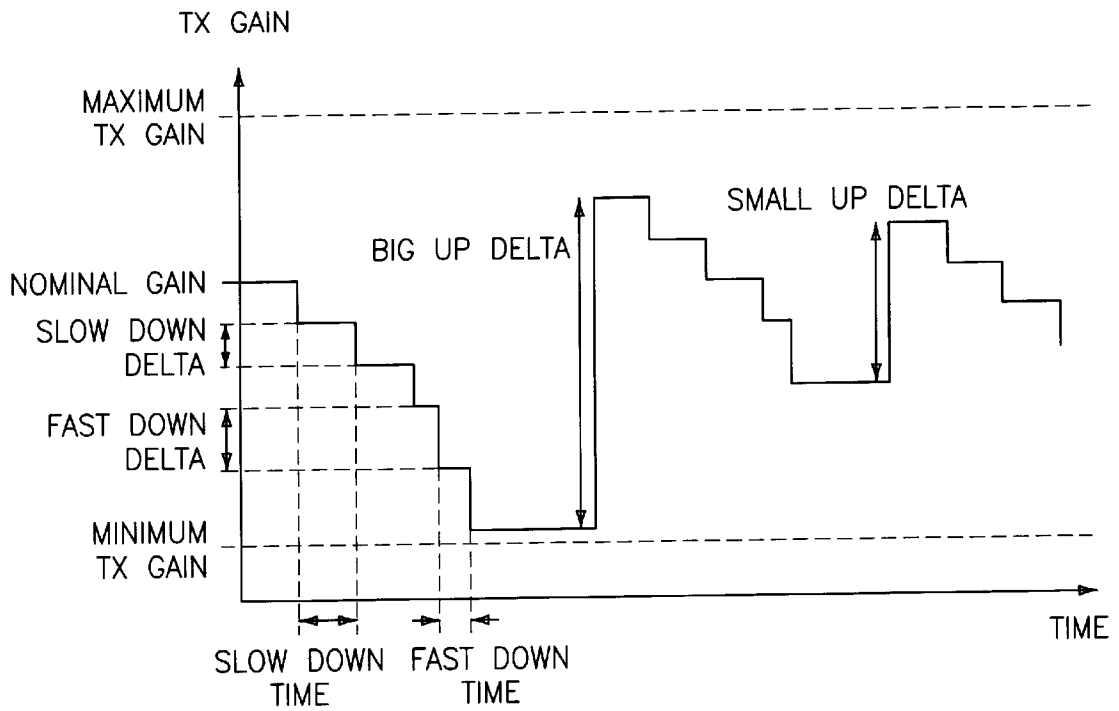 TX GAIN
MAXIMUM
TX GAIN
SMALL UP DELTA
BIG UP DELTA
NOMINAL GAIN
SLOW DOWN
DELTA
FAST DOWN
DELTA
MINIMUM
TX GAIN
TIME
SLOW DOWN
TIME
FAST DOWN
TIME